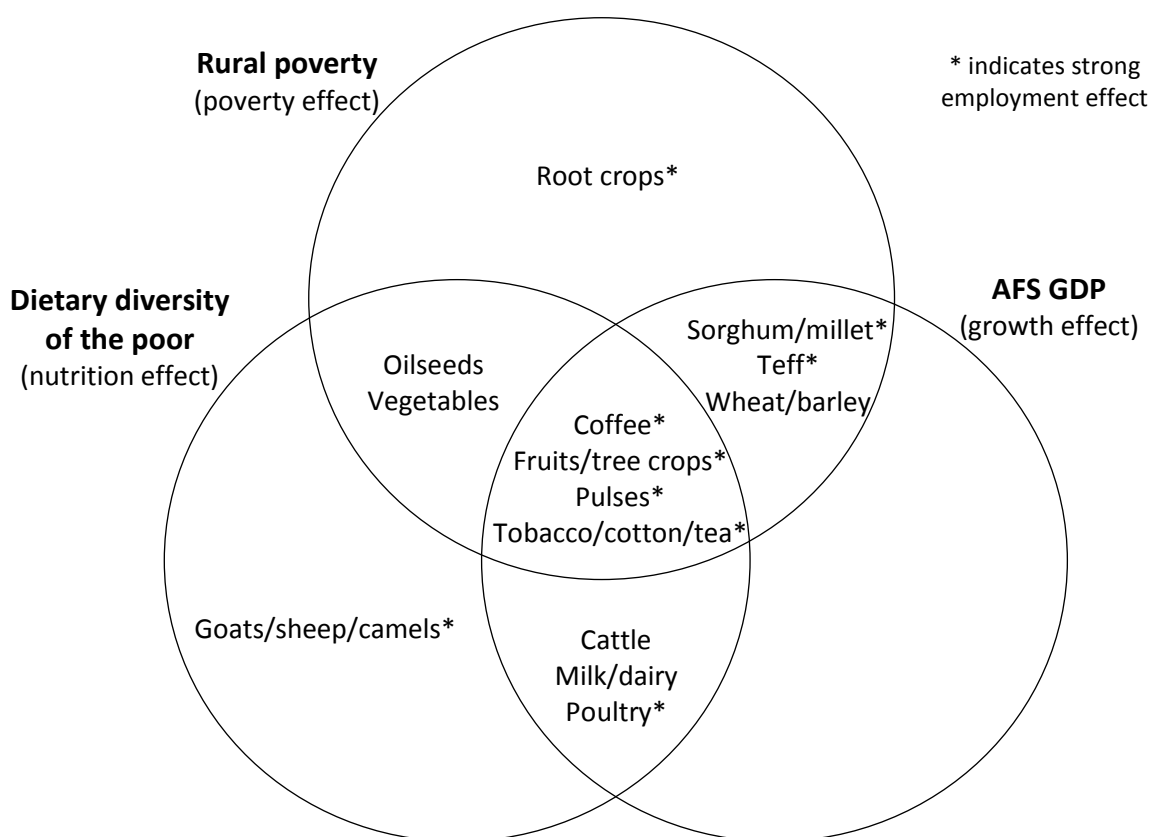 Rural poverty
(poverty effect)
* indicates strong
employment effect
Root crops*
Dietary diversity
of the poor
(nutrition effect)
AFS GDP
(growth effect)
Oilseeds
Vegetables
Sorghum/millet*
Teff*
Wheat/barley
Coffee*
Fruits/tree crops*
Pulses*
Tobacco/cotton/tea*
Goats/sheep/camels*
Cattle
Milk/dairy
Poultry*